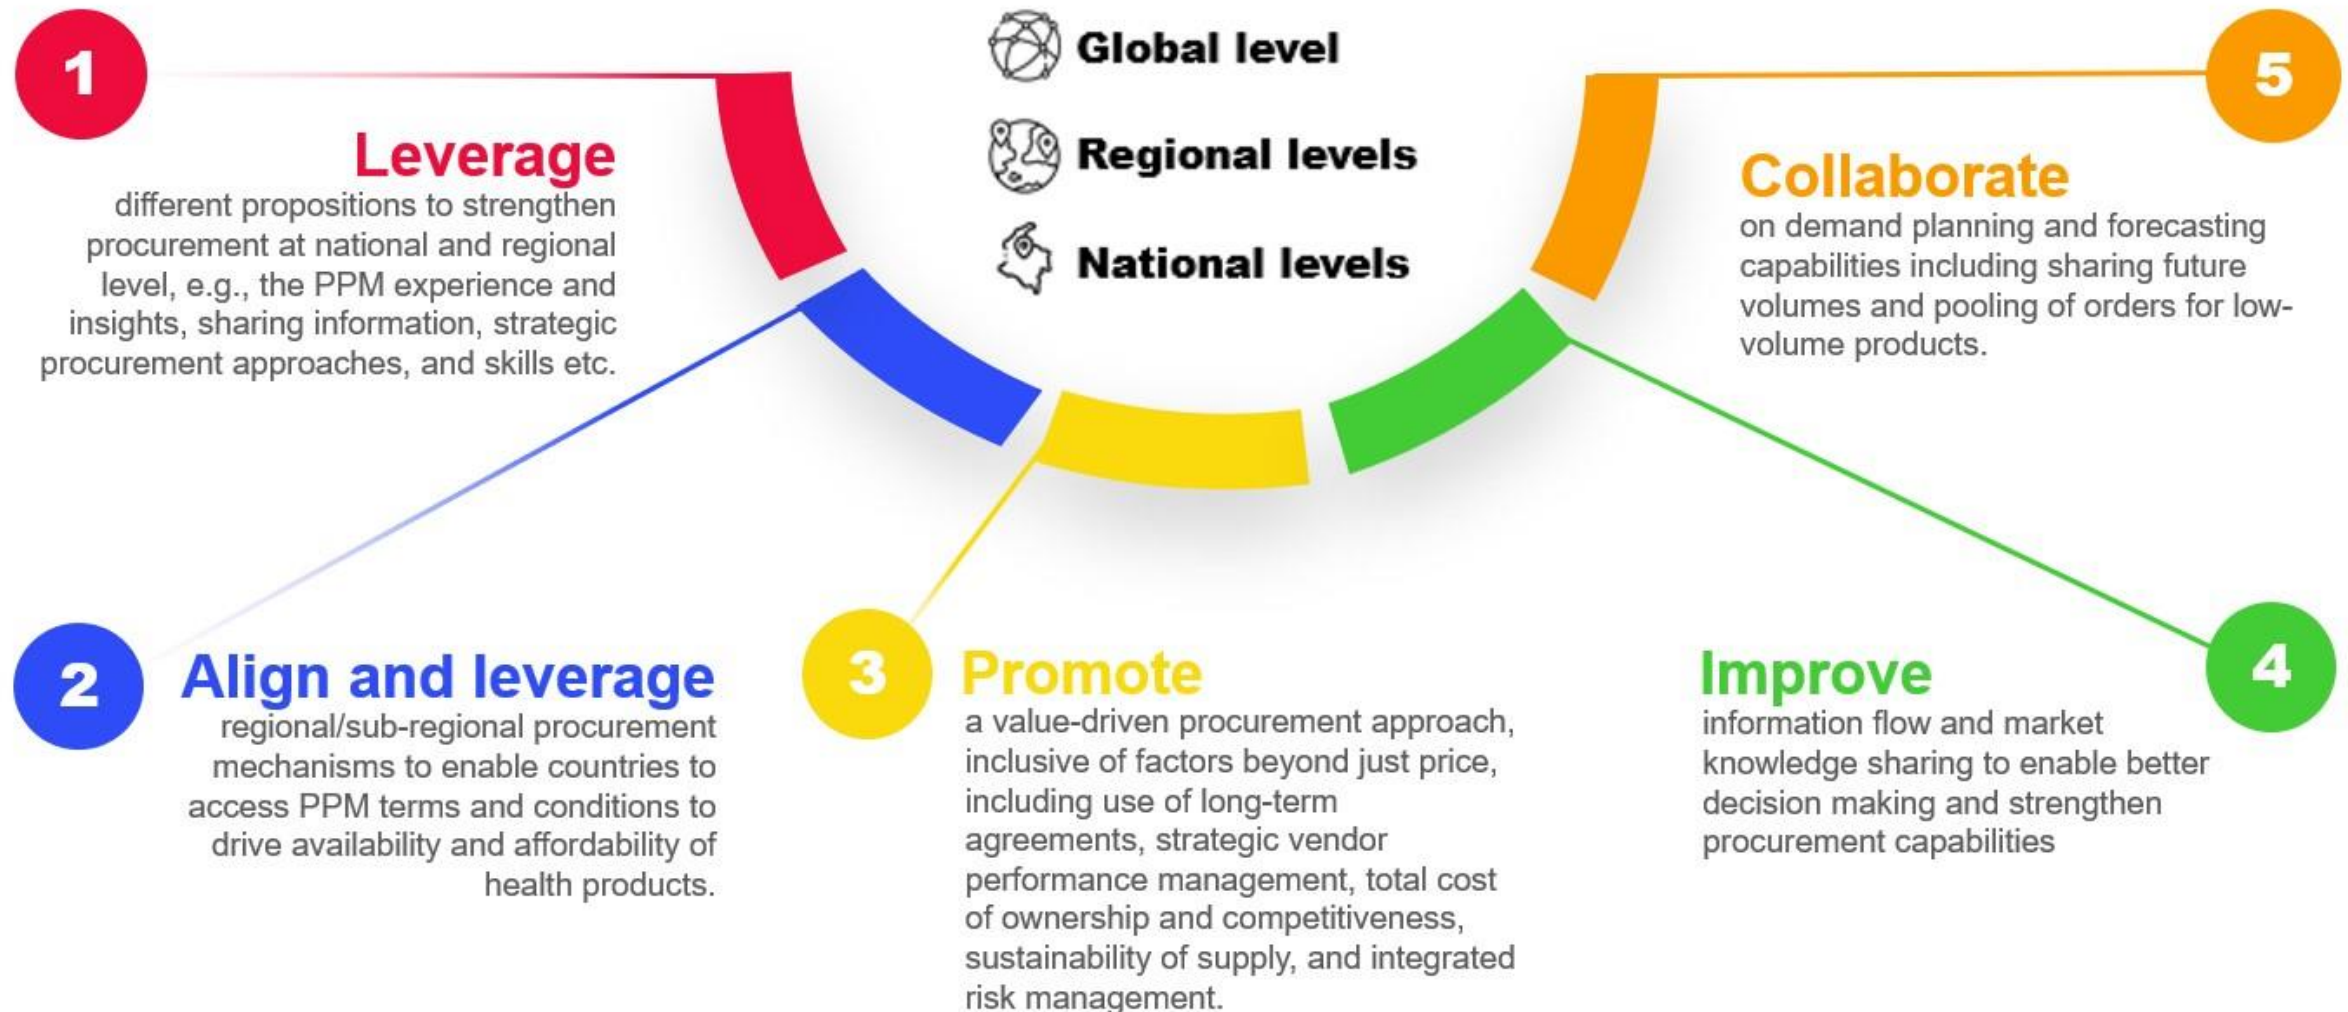 Global level
Regional levels
National levels
1
Leverage
different propositions to strengthen
procurement at national and regional
level, e.g., the PPM experience and
insights, sharing information, strategic
procurement approaches, and skills etc.
2
Align and leverage
regional/sub-regional procurement
mechanisms to enable countries to
access PPM terms and conditions to
drive availability and affordability of
health products.
3
Promote
a value-driven procurement approach,
inclusive of factors beyond just price,
including use of long-term
agreements, strategic vendor
performance management, total cost
of ownership and competitiveness,
sustainability of supply, and integrated
risk management.
4
Improve
information flow and market
knowledge sharing to enable better
decision making and strengthen
procurement capabilities
5
Collaborate
on demand planning and forecasting
capabilities including sharing future
volumes and pooling of orders for low-
volume products.